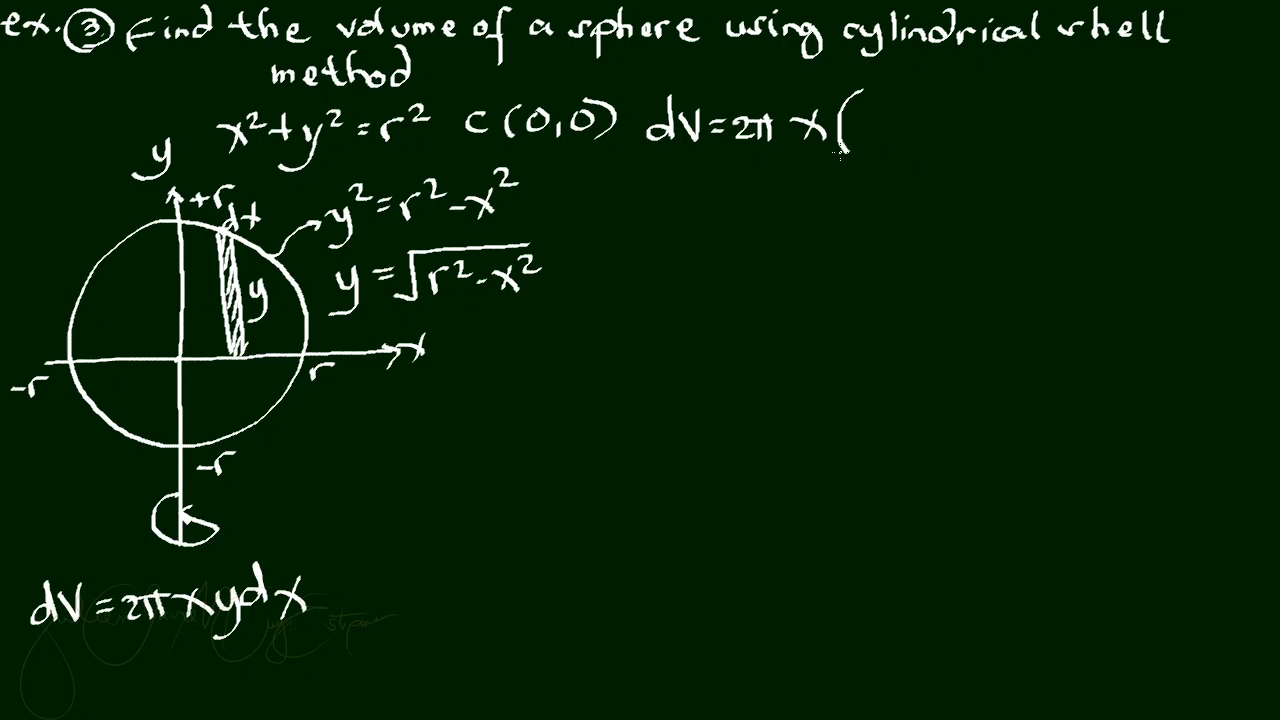 ex. ③ Find the volume of a sphere using cylindrical shell
method
x² + y² = r² C (0,0) dV = 2π x (
y
+r
dx
y² = r² - x²
y
y = √r² - x²
x
-r
r
-r
dV = 2π x y dx